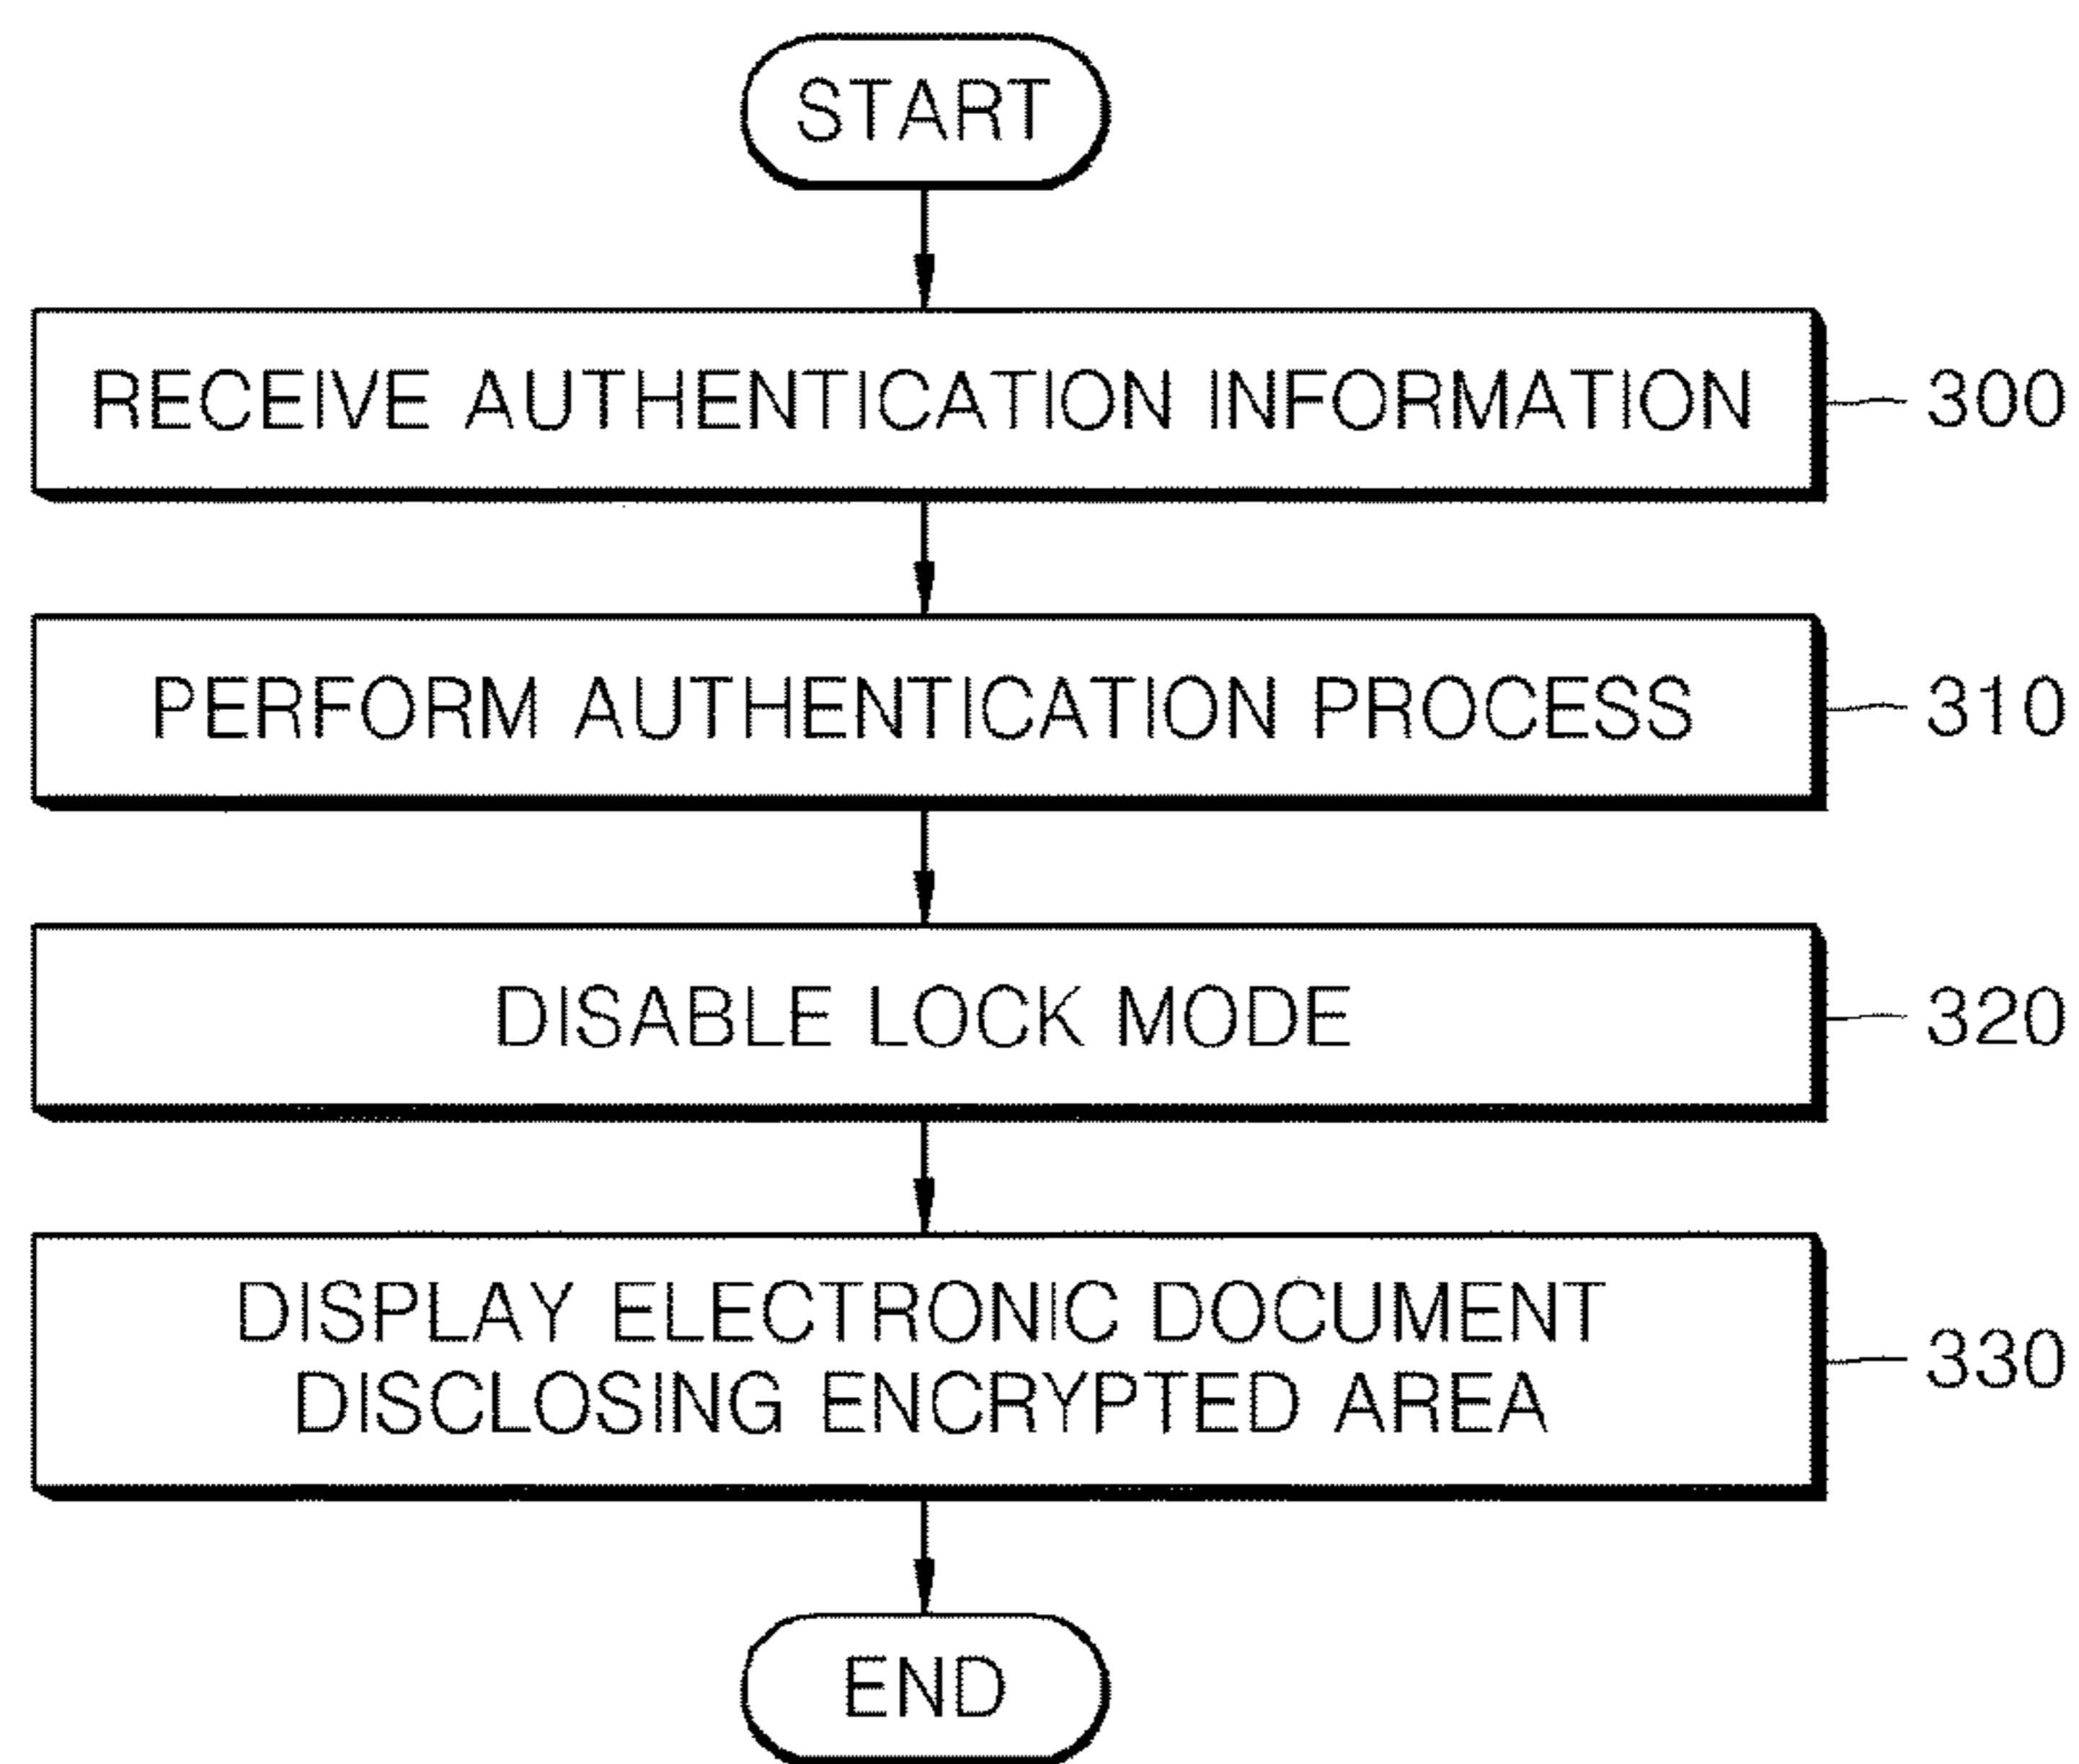 START
RECEIVE AUTHENTICATION INFORMATION
300
PERFORM AUTHENTICATION PROCESS
310
DISABLE LOCK MODE
320
DISPLAY ELECTRONIC DOCUMENT
DISCLOSING ENCRYPTED AREA
330
END